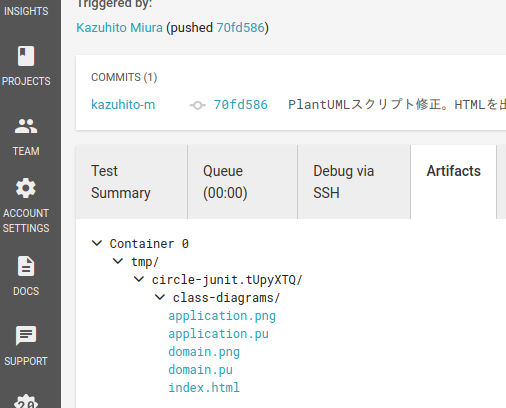 INSIGHTS
PROJECTS
TEAM
ACCOUNT
SETTINGS
DOCS
SUPPORT
2.0
Triggered by:
Kazuhito Miura (pushed 70fd586)
COMMITS (1)
kazuhito-m 70fd586 PlantUMLスクリプト修正。HTMLを出
Test
Summary
Queue
(00:00)
Debug via
SSH
Artifacts
Container 0
tmp/
circle-junit.tUpyXTQ/
class-diagrams/
application.png
application.pu
domain.png
domain.pu
index.html